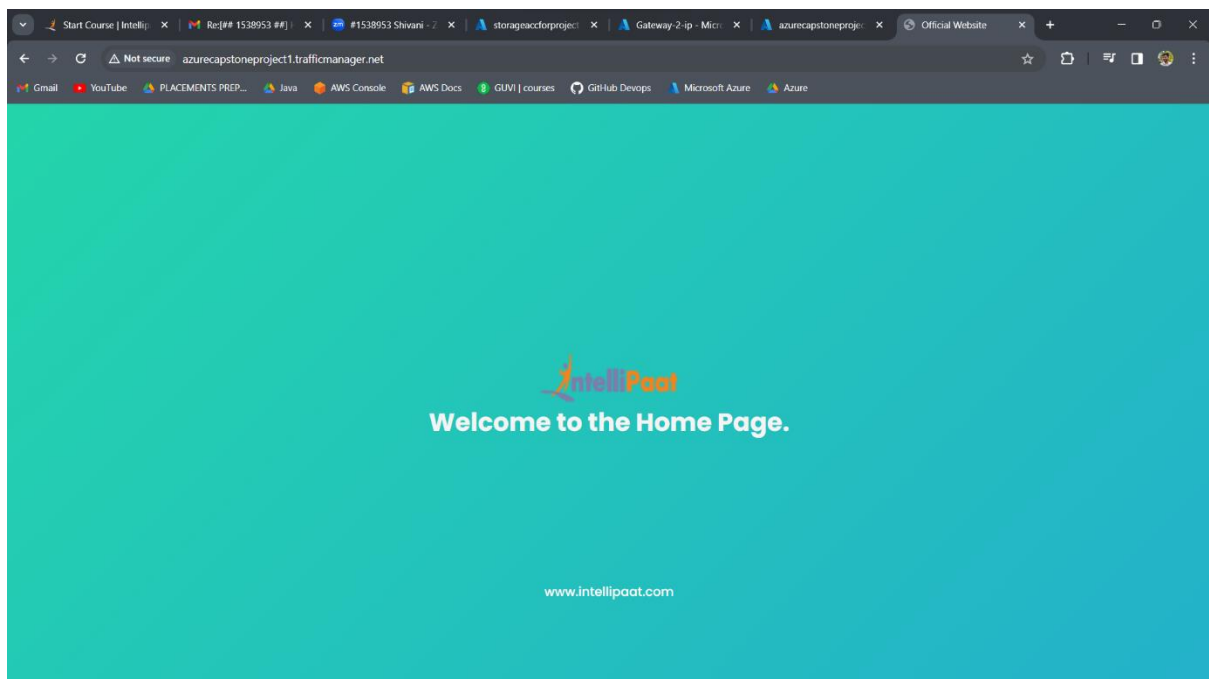 Start Course | Intellip
Re:[## 1538953 ##]
#1538953 Shivani - Z
storageaccforproject
Gateway-2-ip - Micro
azurecapstoneprojec
Official Website
Not secure azurecapstoneproject1.trafficmanager.net
Gmail YouTube PLACEMENTS PREP... Java AWS Console AWS Docs GUVI | courses GitHub Devops Microsoft Azure Azure
IntelliPaat
Welcome to the Home Page.
www.intellipaat.com